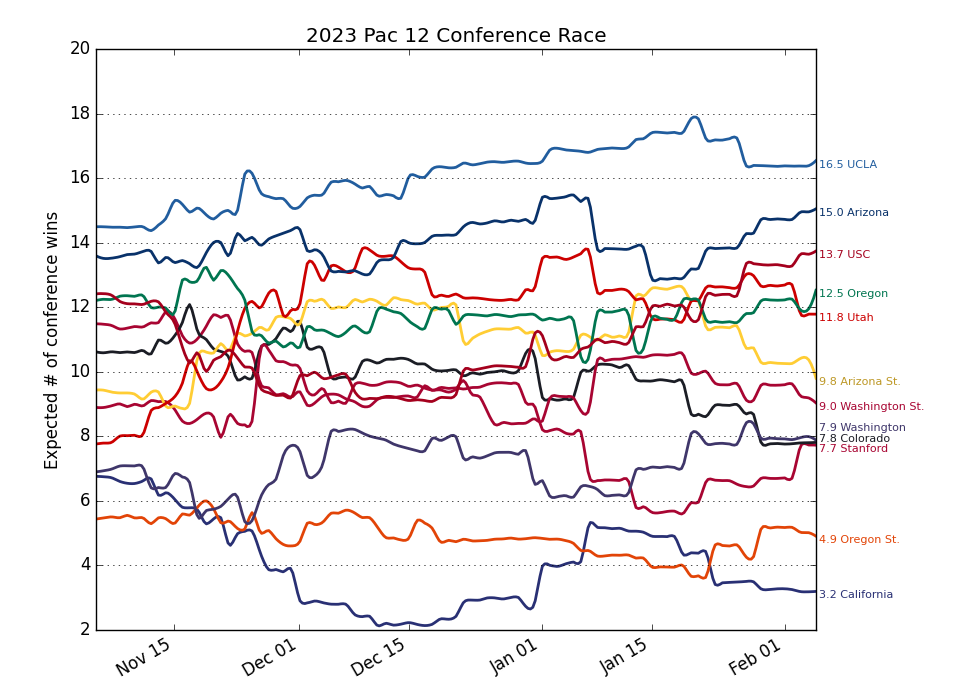 2023 Pac 12 Conference Race
Expected # of conference wins
20
18
16
14
12
10
8
6
4
2
Nov 15
Dec 01
Dec 15
Jan 01
Jan 15
Feb 01
16.5 UCLA
15.0 Arizona
13.7 USC
12.5 Oregon
11.8 Utah
9.8 Arizona St.
9.0 Washington St.
7.9 Washington
7.8 Colorado
7.7 Stanford
4.9 Oregon St.
3.2 California